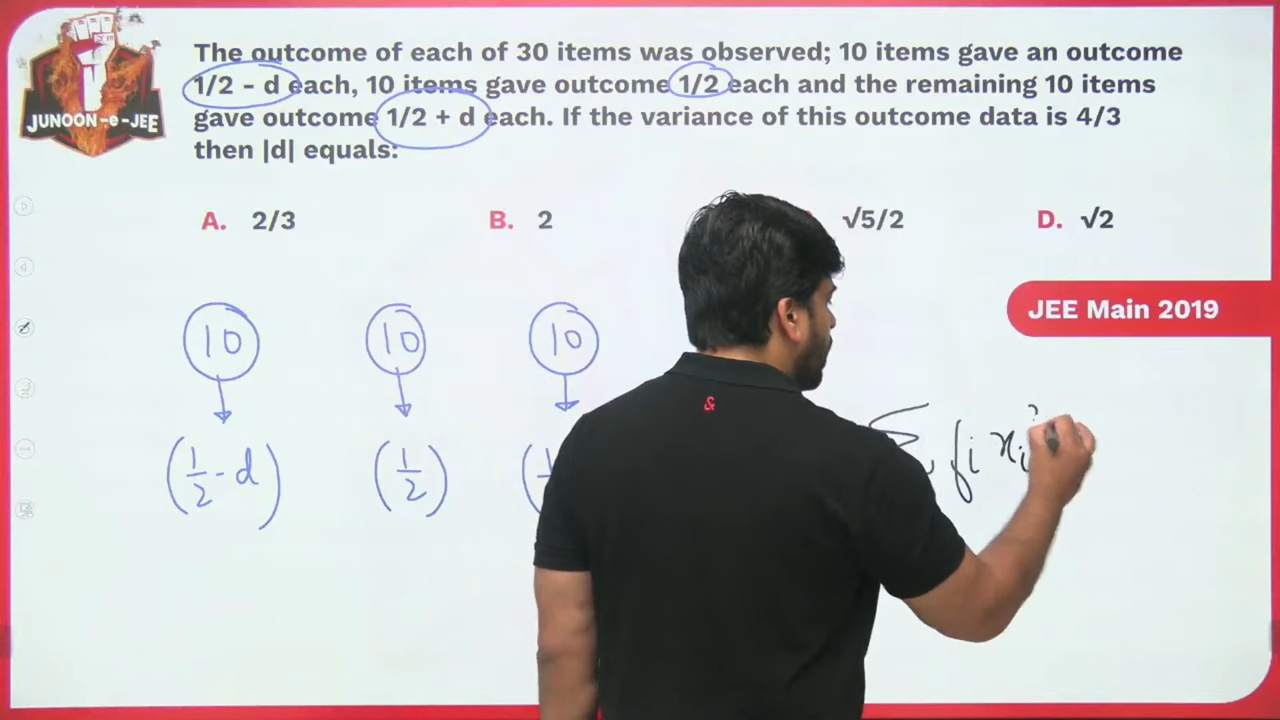 JUNOON-e-JEE
The outcome of each of 30 items was observed; 10 items gave an outcome
1/2 - d each, 10 items gave outcome 1/2 each and the remaining 10 items
gave outcome 1/2 + d each. If the variance of this outcome data is 4/3
then |d| equals:
A. 2/3 B. 2 √5/2 D. √2
JEE Main 2019
10 10 10
(1/2 - d) (1/2) (
Σ fi xi²